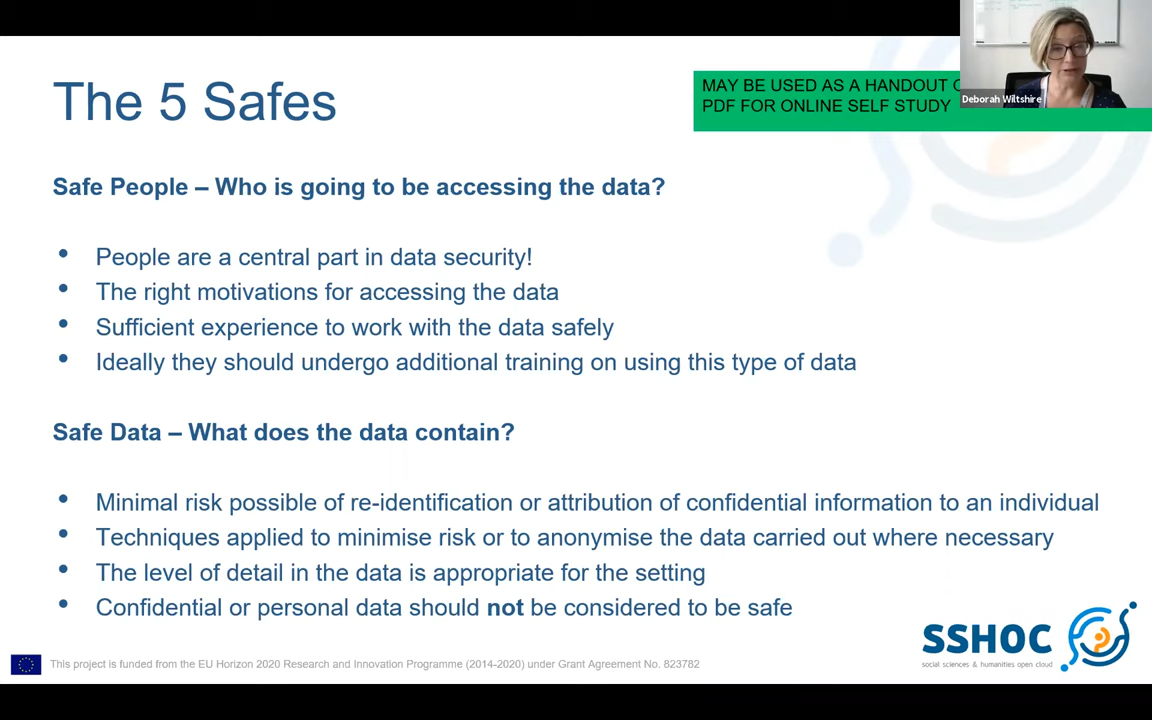 The 5 Safes
MAY BE USED AS A HANDOUT
PDF FOR ONLINE SELF STUDY
Deborah Wiltshire
Safe People – Who is going to be accessing the data?
• People are a central part in data security!
• The right motivations for accessing the data
• Sufficient experience to work with the data safely
• Ideally they should undergo additional training on using this type of data
Safe Data – What does the data contain?
• Minimal risk possible of re-identification or attribution of confidential information to an individual
• Techniques applied to minimise risk or to anonymise the data carried out where necessary
• The level of detail in the data is appropriate for the setting
• Confidential or personal data should not be considered to be safe
SSHOC
social sciences & humanities open cloud
This project is funded from the EU Horizon 2020 Research and Innovation Programme (2014-2020) under Grant Agreement No. 823782